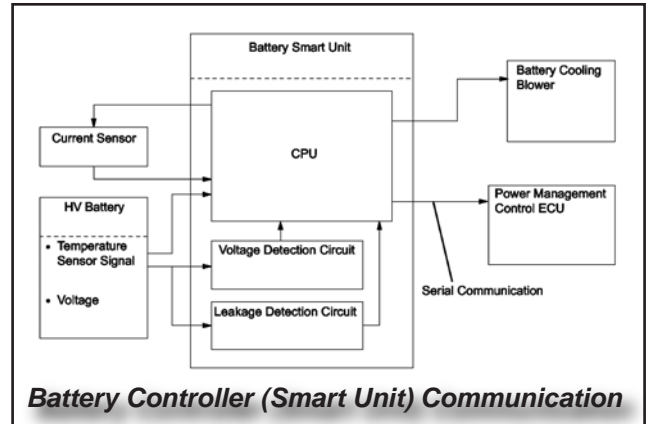 Battery Smart Unit
Battery Cooling
Blower
Current Sensor
CPU
HV Battery
• Temperature
Sensor Signal
• Voltage
Voltage Detection Circuit
Leakage Detection Circuit
Power Management
Control ECU
Serial Communication
Battery Controller (Smart Unit) Communication